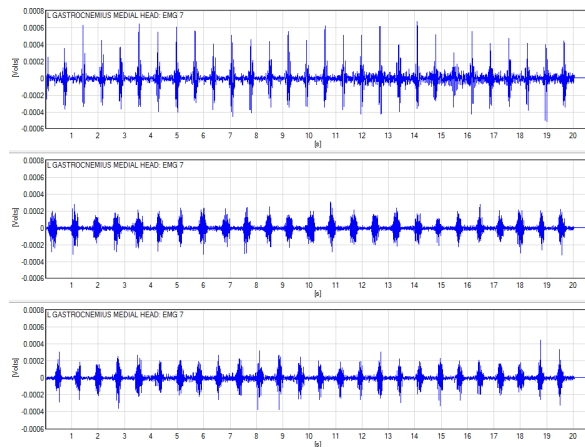 L GASTROCNEMIUS MEDIAL HEAD: EMG 7
[Volts]
0.0008
0.0006
0.0004
0.0002
0
-0.0002
-0.0004
-0.0006
1 2 3 4 5 6 7 8 9 10 11 12 13 14 15 16 17 18 19 20
[s]
L GASTROCNEMIUS MEDIAL HEAD: EMG 7
[Volts]
0.0008
0.0006
0.0004
0.0002
0
-0.0002
-0.0004
-0.0006
1 2 3 4 5 6 7 8 9 10 11 12 13 14 15 16 17 18 19 20
[s]
L GASTROCNEMIUS MEDIAL HEAD: EMG 7
[Volts]
0.0008
0.0006
0.0004
0.0002
0
-0.0002
-0.0004
-0.0006
1 2 3 4 5 6 7 8 9 10 11 12 13 14 15 16 17 18 19 20
[s]